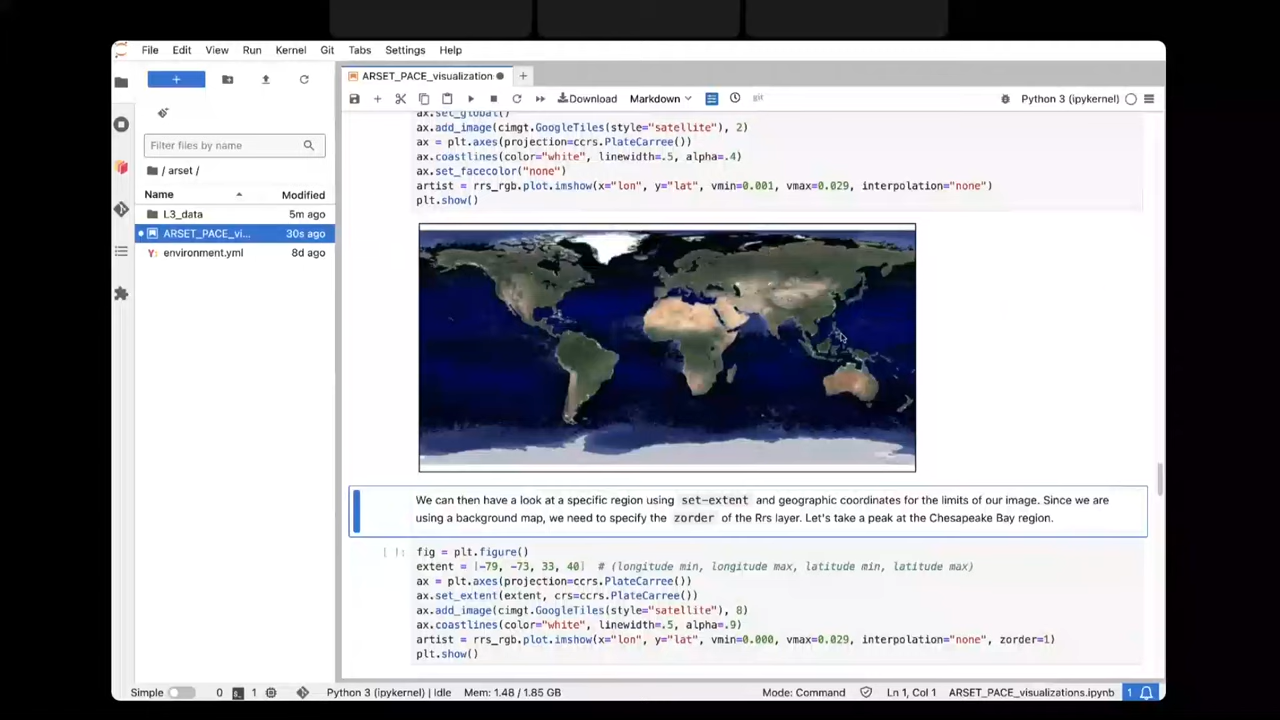 File Edit View Run Kernel Git Tabs Settings Help
ARSET_PACE_visualization
Download Markdown git Python 3 (ipykernel)
Filter files by name
/ arset /
Name Modified
L3_data 5m ago
ARSET_PACE_vi... 30s ago
environment.yml 8d ago
ax.set_global()
ax.add_image(cimgt.GoogleTiles(style="satellite"), 2)
ax = plt.axes(projection=ccrs.PlateCarree())
ax.coastlines(color="white", linewidth=.5, alpha=.4)
ax.set_facecolor("none")
artist = rrs_rgb.plot.imshow(x="lon", y="lat", vmin=0.001, vmax=0.029, interpolation="none")
plt.show()
We can then have a look at a specific region using set-extent and geographic coordinates for the limits of our image. Since we are
using a background map, we need to specify the zorder of the Rrs layer. Let's take a peak at the Chesapeake Bay region.
[ ]: fig = plt.figure()
extent = [-79, -73, 33, 40] # (longitude min, longitude max, latitude min, latitude max)
ax = plt.axes(projection=ccrs.PlateCarree())
ax.set_extent(extent, crs=ccrs.PlateCarree())
ax.add_image(cimgt.GoogleTiles(style="satellite"), 8)
ax.coastlines(color="white", linewidth=.5, alpha=.9)
artist = rrs_rgb.plot.imshow(x="lon", y="lat", vmin=0.000, vmax=0.029, interpolation="none", zorder=1)
plt.show()
Simple 0 1 Python 3 (ipykernel) | Idle Mem: 1.48 / 1.85 GB Mode: Command Ln 1, Col 1 ARSET_PACE_visualizations.ipynb 1